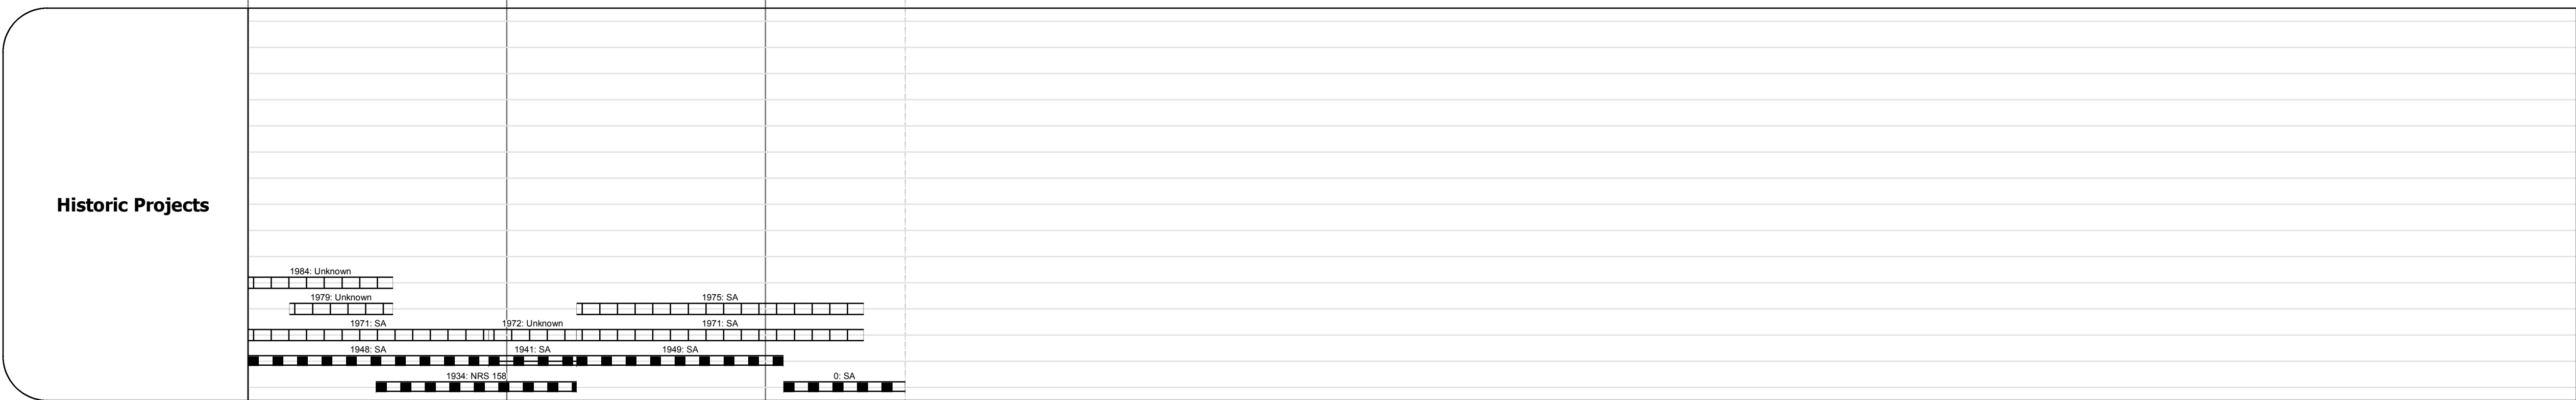 Historic Projects
1984: Unknown
1979: Unknown
1975: SA
1971: SA
1972: Unknown
1971: SA
1948: SA
1941: SA
1949: SA
1934: NRS 158
0: SA